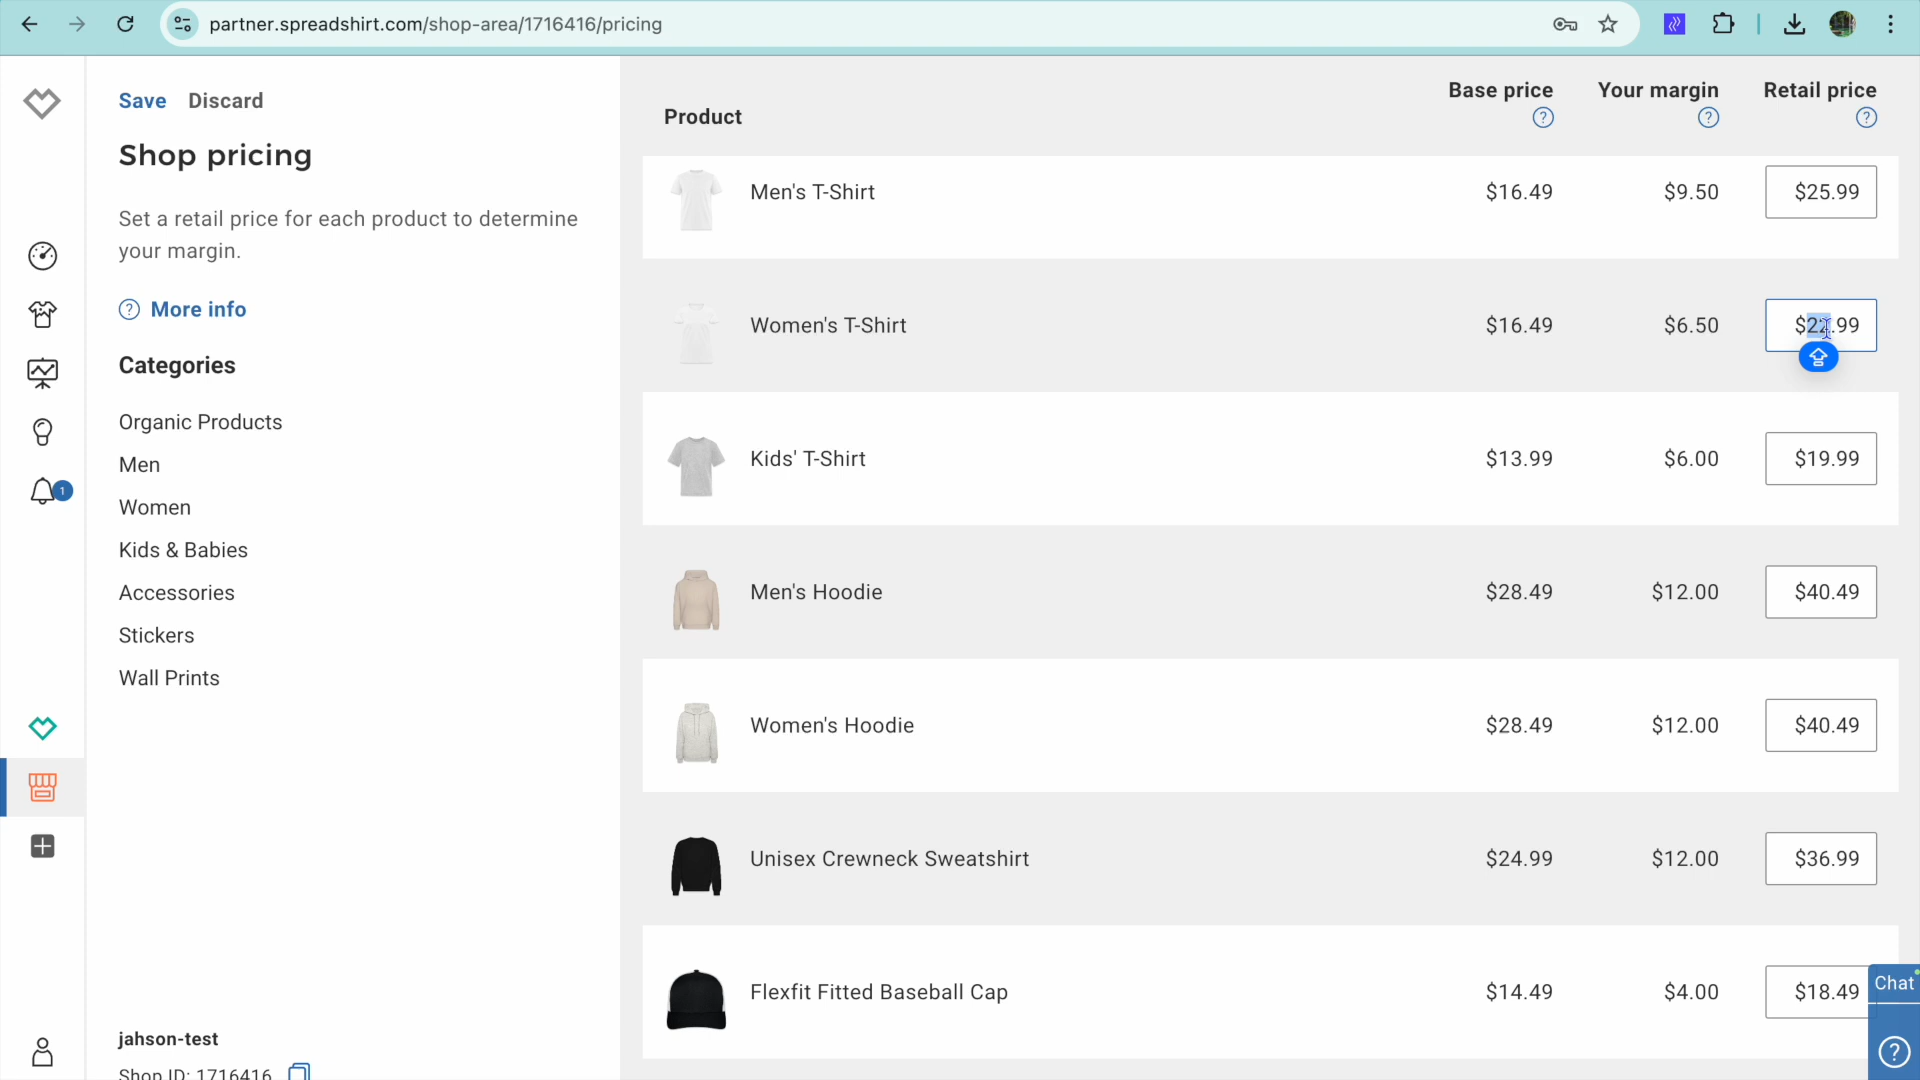 partner.spreadshirt.com/shop-area/1716416/pricing
Save Discard
Shop pricing
Set a retail price for each product to determine
your margin.
? More info
Categories
Organic Products
Men
Women
Kids & Babies
Accessories
Stickers
Wall Prints
1
jahson-test
Shop ID: 1716416
Product Base price ? Your margin ? Retail price ?
Men's T-Shirt $16.49 $9.50 $25.99
Women's T-Shirt $16.49 $6.50 $22.99
Kids' T-Shirt $13.99 $6.00 $19.99
Men's Hoodie $28.49 $12.00 $40.49
Women's Hoodie $28.49 $12.00 $40.49
Unisex Crewneck Sweatshirt $24.99 $12.00 $36.99
Flexfit Fitted Baseball Cap $14.49 $4.00 $18.49
Chat
?